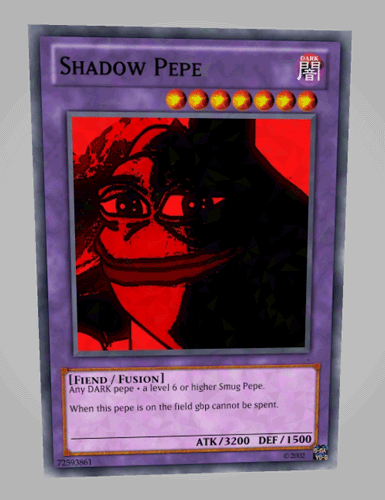 Shadow Pepe
DARK
闇
[Fiend / Fusion]
Any DARK pepe + a level 6 or higher Smug Pepe.
When this pepe is on the field gbp cannot be spent.
ATK/3200 DEF/1500
72593861
©2002